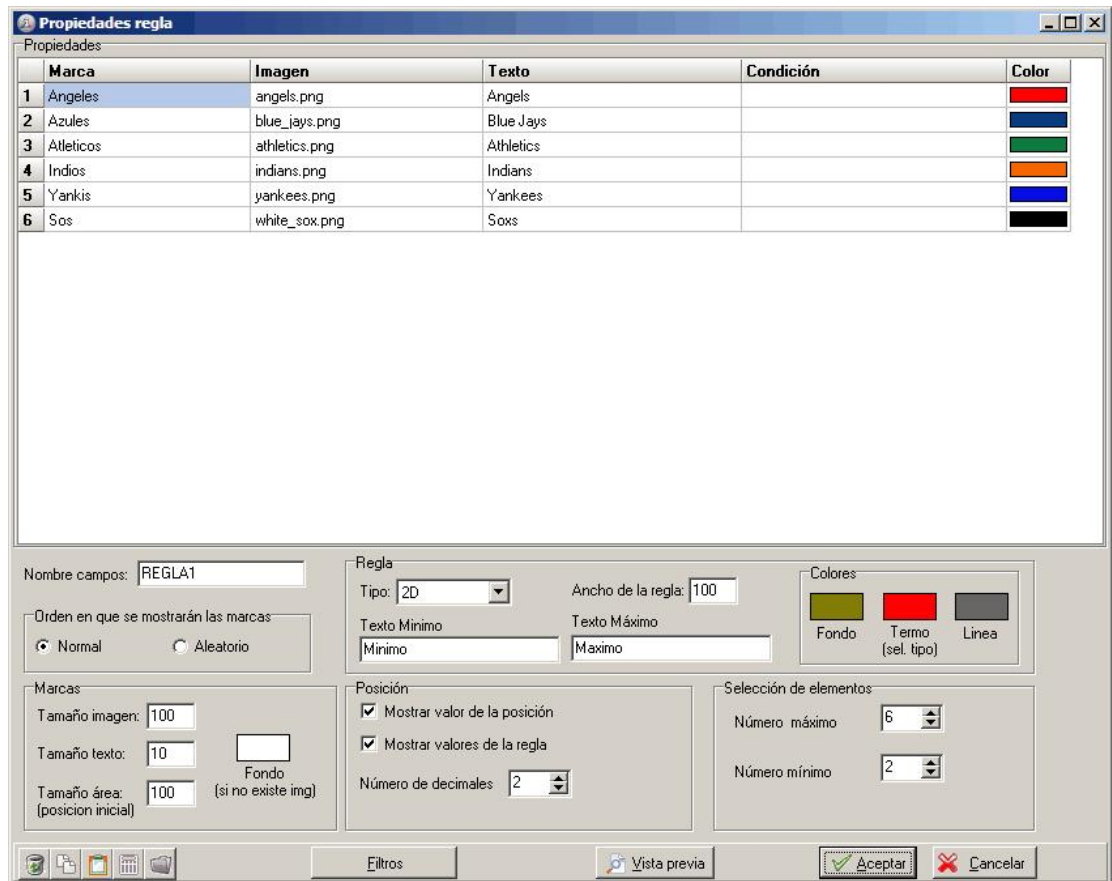 Propiedades regla
Propiedades
Marca Imagen Texto Condición Color
1 Angeles angels.png Angels
2 Azules blue_jays.png Blue Jays
3 Atleticos athletics.png Athletics
4 Indios indians.png Indians
5 Yankis yankees.png Yankees
6 Sos white_sox.png Soxs
Nombre campos: REGLA1
Orden en que se mostrarán las marcas
Normal Aleatorio
Regla
Tipo: 2D Ancho de la regla: 100
Texto Minimo Texto Máximo
Minimo Maximo
Colores
Fondo Termo Linea
(sel. tipo)
Marcas
Tamaño imagen: 100
Tamaño texto: 10
Tamaño área: 100
(posicion inicial)
Fondo
(si no existe img)
Posición
Mostrar valor de la posición
Mostrar valores de la regla
Número de decimales 2
Selección de elementos
Número máximo 6
Número mínimo 2
Filtros Vista previa Aceptar Cancelar